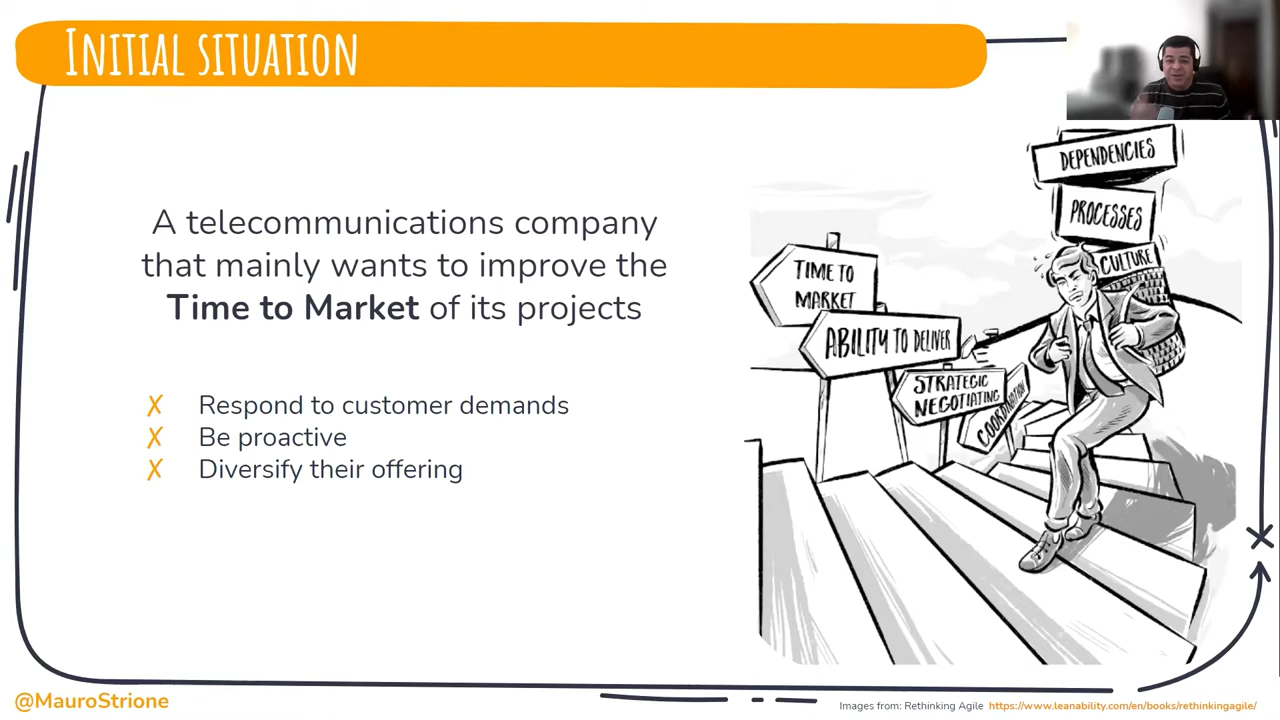 Initial situation
A telecommunications company
that mainly wants to improve the
Time to Market of its projects
✗ Respond to customer demands
✗ Be proactive
✗ Diversify their offering
DEPENDENCIES
PROCESSES
CULTURE
TIME TO
MARKET
ABILITY TO DELIVER
STRATEGIC
NEGOTIATING
COORDINATION
@MauroStrione
Images from: Rethinking Agile https://www.leanability.com/en/books/rethinkingagile/